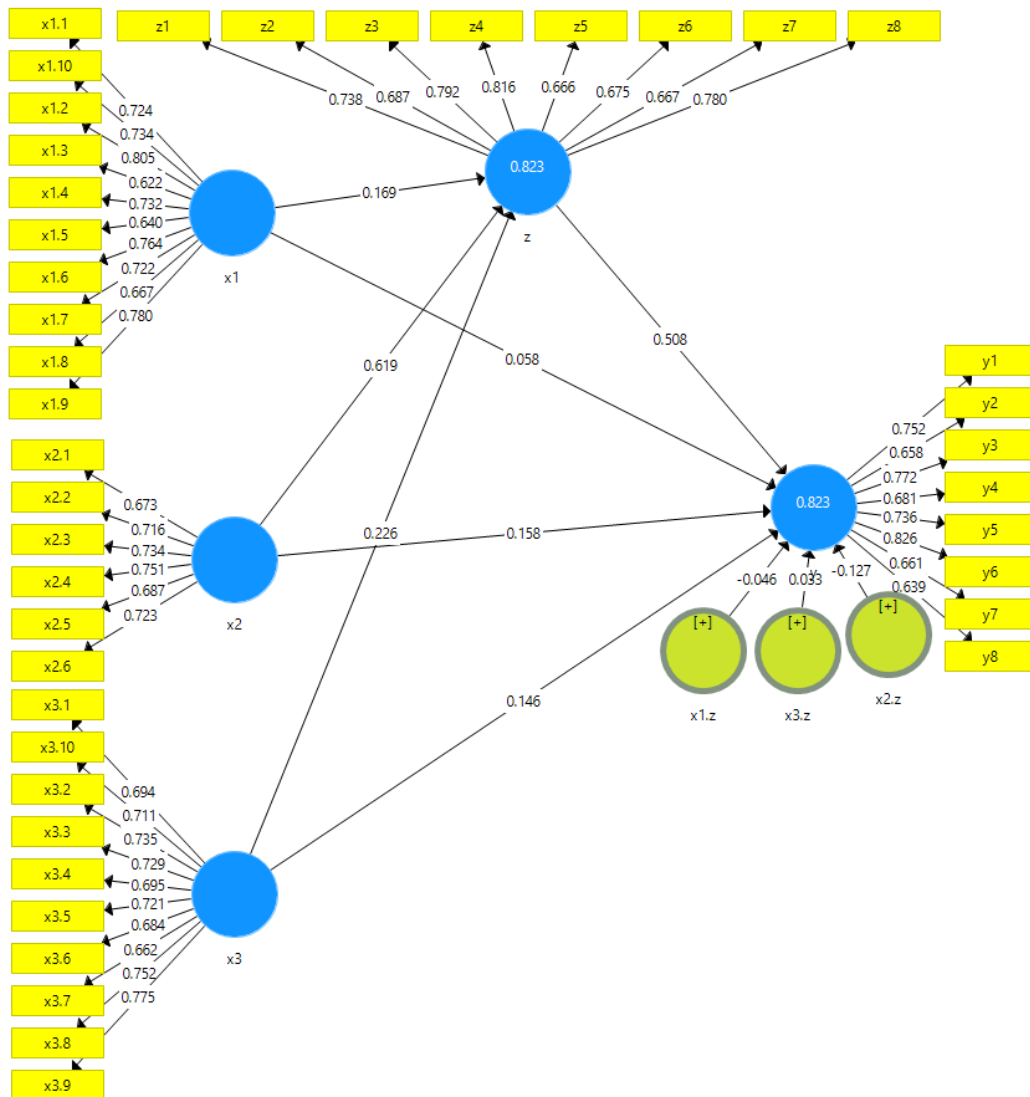 x1.1
z1
z2
z3
z4
z5
z6
z7
z8
x1.10
x1.2
x1.3
x1.4
x1.5
x1.6
x1.7
x1.8
x1.9
0.724
0.734
0.805
0.622
0.732
0.640
0.764
0.722
0.667
0.780
x1
0.738
0.687
0.792
0.816
0.666
0.675
0.667
0.780
0.823
z
0.169
0.619
0.226
0.058
0.508
0.158
0.146
x2.1
x2.2
x2.3
x2.4
x2.5
x2.6
0.673
0.716
0.734
0.751
0.687
0.723
x2
x3.1
x3.10
x3.2
x3.3
x3.4
x3.5
x3.6
x3.7
x3.8
x3.9
0.694
0.711
0.735
0.729
0.695
0.721
0.684
0.662
0.752
0.775
x3
0.823
y
y1
y2
y3
y4
y5
y6
y7
y8
0.752
0.658
0.772
0.681
0.736
0.826
0.661
0.639
-0.046
0.033
-0.127
[+]
[+]
[+]
x1.z
x3.z
x2.z